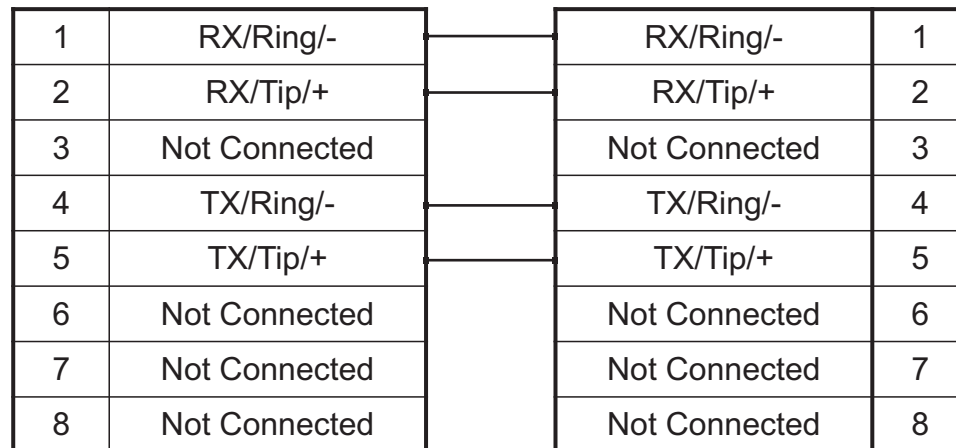 1 RX/Ring/- RX/Ring/- 1
2 RX/Tip/+ RX/Tip/+ 2
3 Not Connected Not Connected 3
4 TX/Ring/- TX/Ring/- 4
5 TX/Tip/+ TX/Tip/+ 5
6 Not Connected Not Connected 6
7 Not Connected Not Connected 7
8 Not Connected Not Connected 8